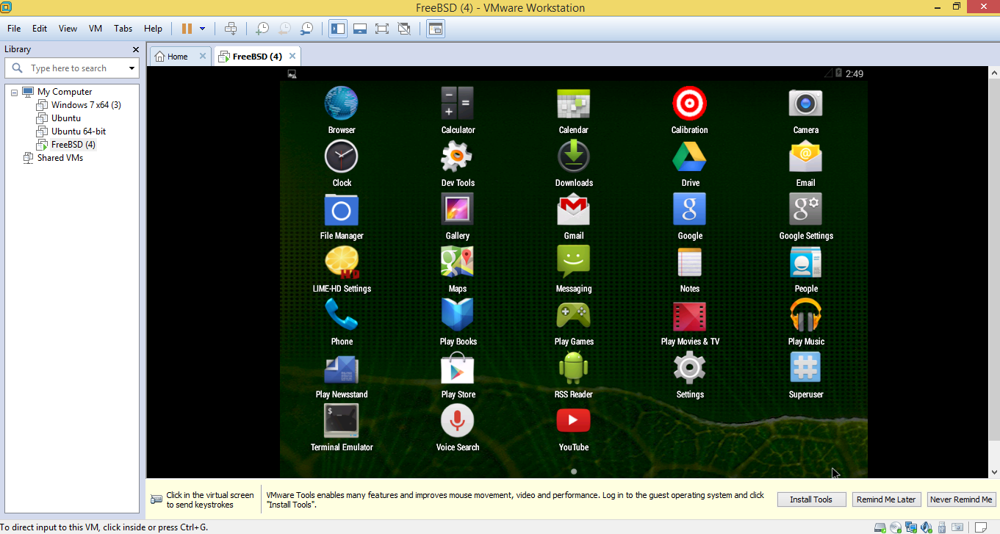 FreeBSD (4) - VMware Workstation
File Edit View VM Tabs Help
Library
Home
FreeBSD (4)
Type here to search
My Computer
Windows 7 x64 (3)
Ubuntu
Ubuntu 64-bit
FreeBSD (4)
Shared VMs
2:49
Browser Calculator Calendar Calibration Camera
Clock Dev Tools Downloads Drive Email
File Manager Gallery Gmail Google Google Settings
LIME-HD Settings Maps Messaging Notes People
Phone Play Books Play Games Play Movies & TV Play Music
Play Newsstand Play Store RSS Reader Settings Superuser
Terminal Emulator Voice Search YouTube
Click in the virtual screen
to send keystrokes
VMware Tools enables many features and improves mouse movement, video and performance. Log in to the guest operating system and click
"Install Tools".
Install Tools Remind Me Later Never Remind Me
To direct input to this VM, click inside or press Ctrl+G.